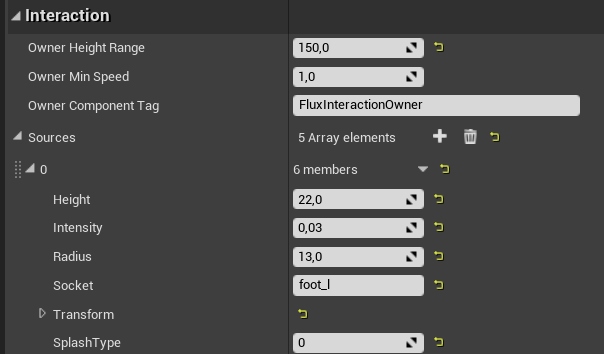 Interaction
Owner Height Range 150,0
Owner Min Speed 1,0
Owner Component Tag FluxInteractionOwner
Sources 5 Array elements
0 6 members
Height 22,0
Intensity 0,03
Radius 13,0
Socket foot_l
Transform
SplashType 0